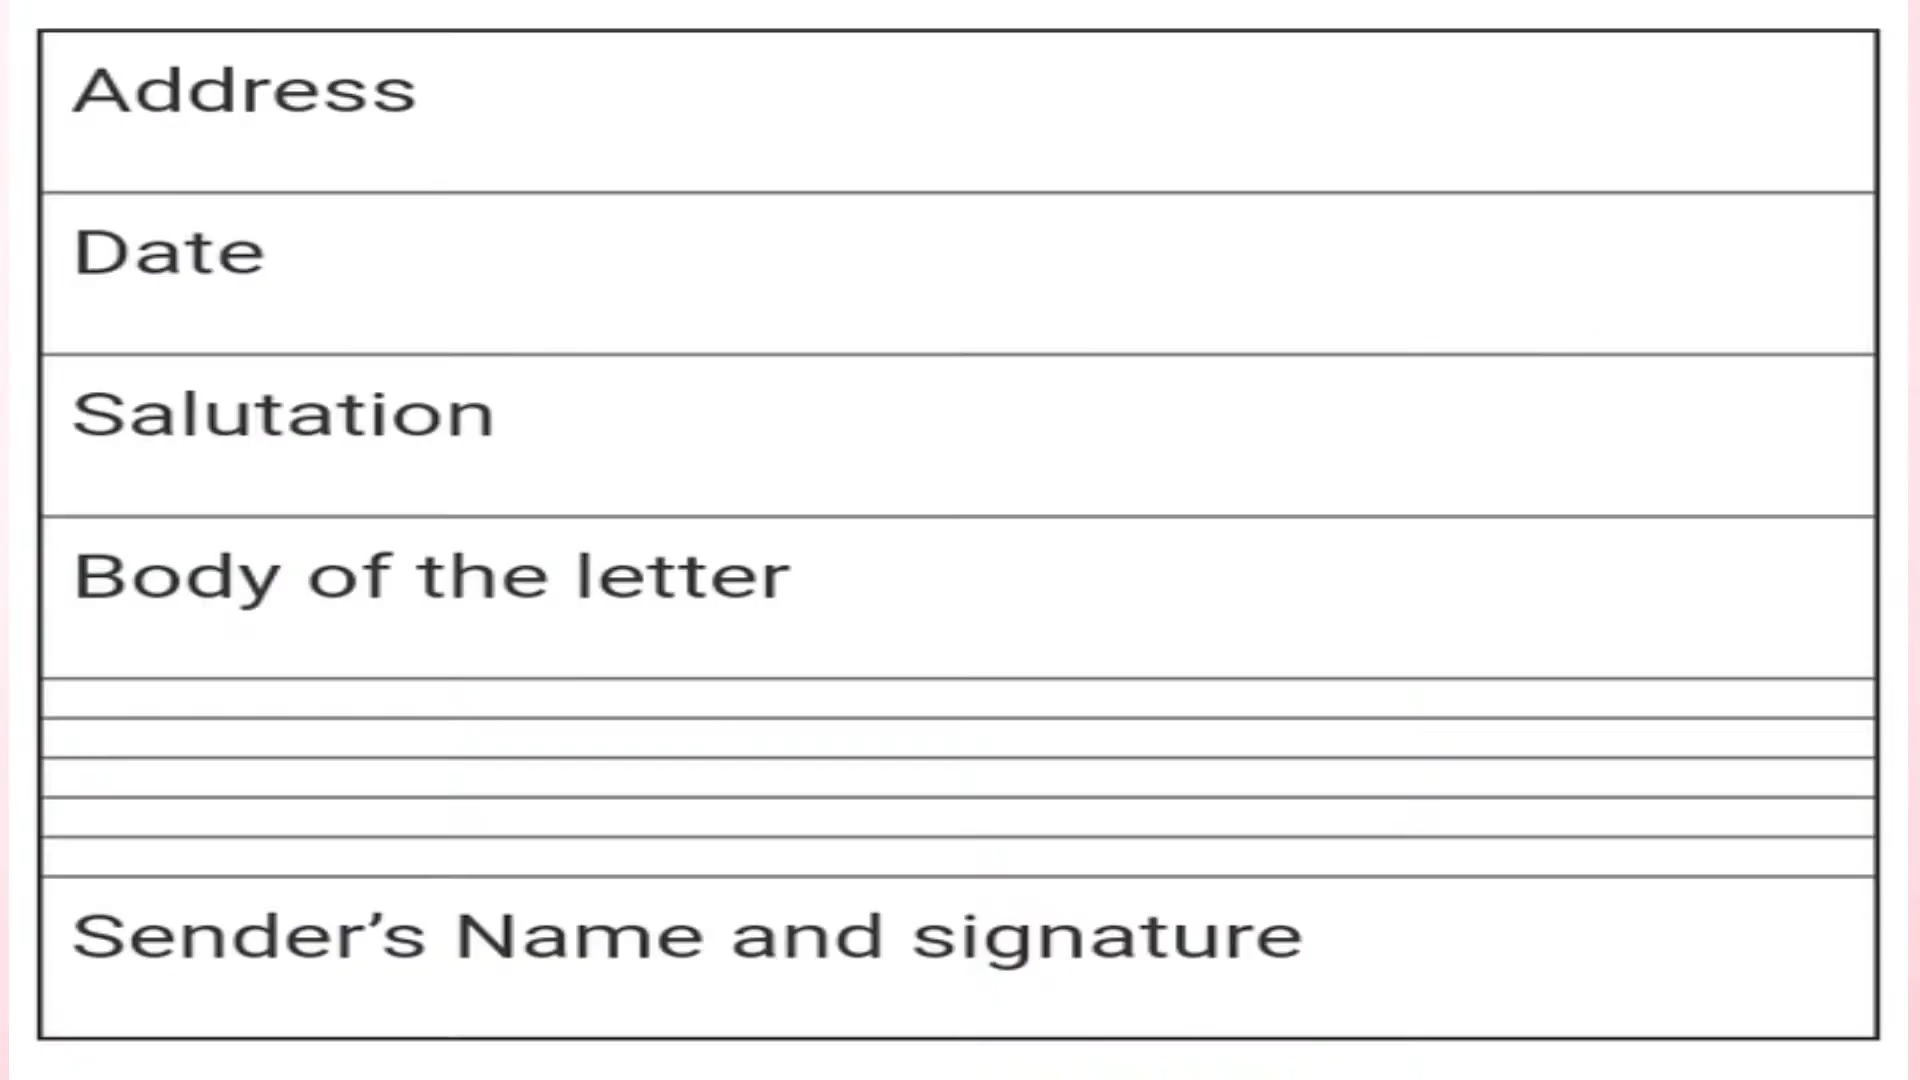 Address
Date
Salutation
Body of the letter
Sender’s Name and signature